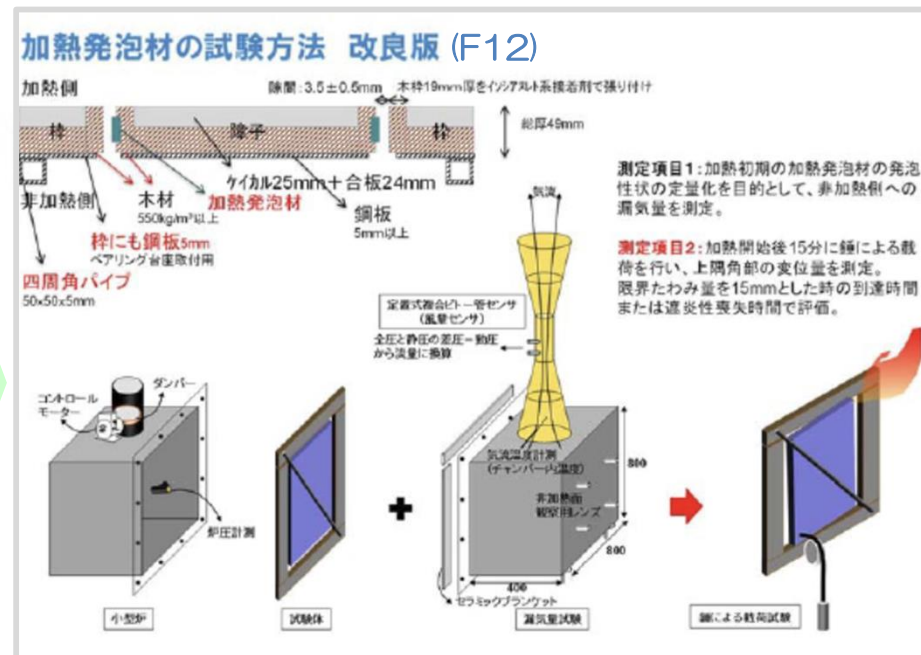 加熱発泡材の試験方法 改良版 (F12)
加熱側
隙間:3.5±0.5mm
木枠19mm厚をイソシアヌレト系接着剤で張り付け
枠
障子
枠
総厚49mm
ケイカル25mm+合板24mm
非加熱側
木材
550kg/m³以上
加熱発泡材
鋼板
5mm以上
枠にも鋼板5mm
ベアリング台座取付用
四周角パイプ
50×50×5mm
気流
測定項目1:加熱初期の加熱発泡材の発泡
性状の定量化を目的として、非加熱側への
漏気量を測定。
測定項目2:加熱開始後15分に錘による載
荷を行い、上隅角部の変位量を測定。
限界たわみ量を15mmとした時の到達時間
または遮炎性喪失時間で評価。
定置式複合ピトー管センサ
(風量センサ)
全圧と静圧の差圧=動圧
から流量に換算
コントロール
モーター
ダンパー
炉圧計測
気流温度計測
(チャンバー内温度)
非加熱面
観察用レンズ
800
800
400
セラミックブランケット
小型炉
試験体
漏気量試験
錘による載荷試験